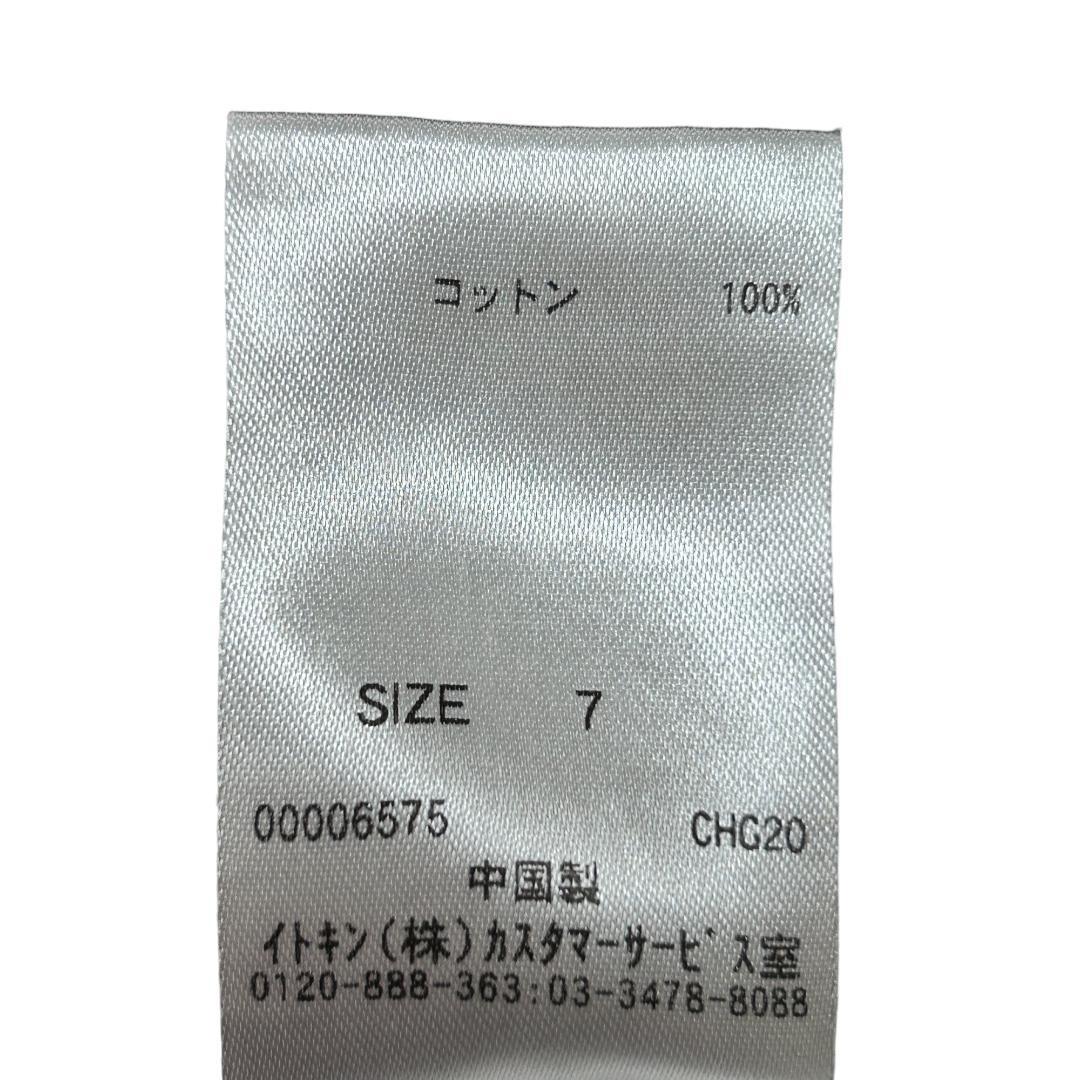 コットン 100%
SIZE 7
00006575 CHG20
中国製
イトキン(株)カスタマーサービス室
0120-888-363:03-3478-8088